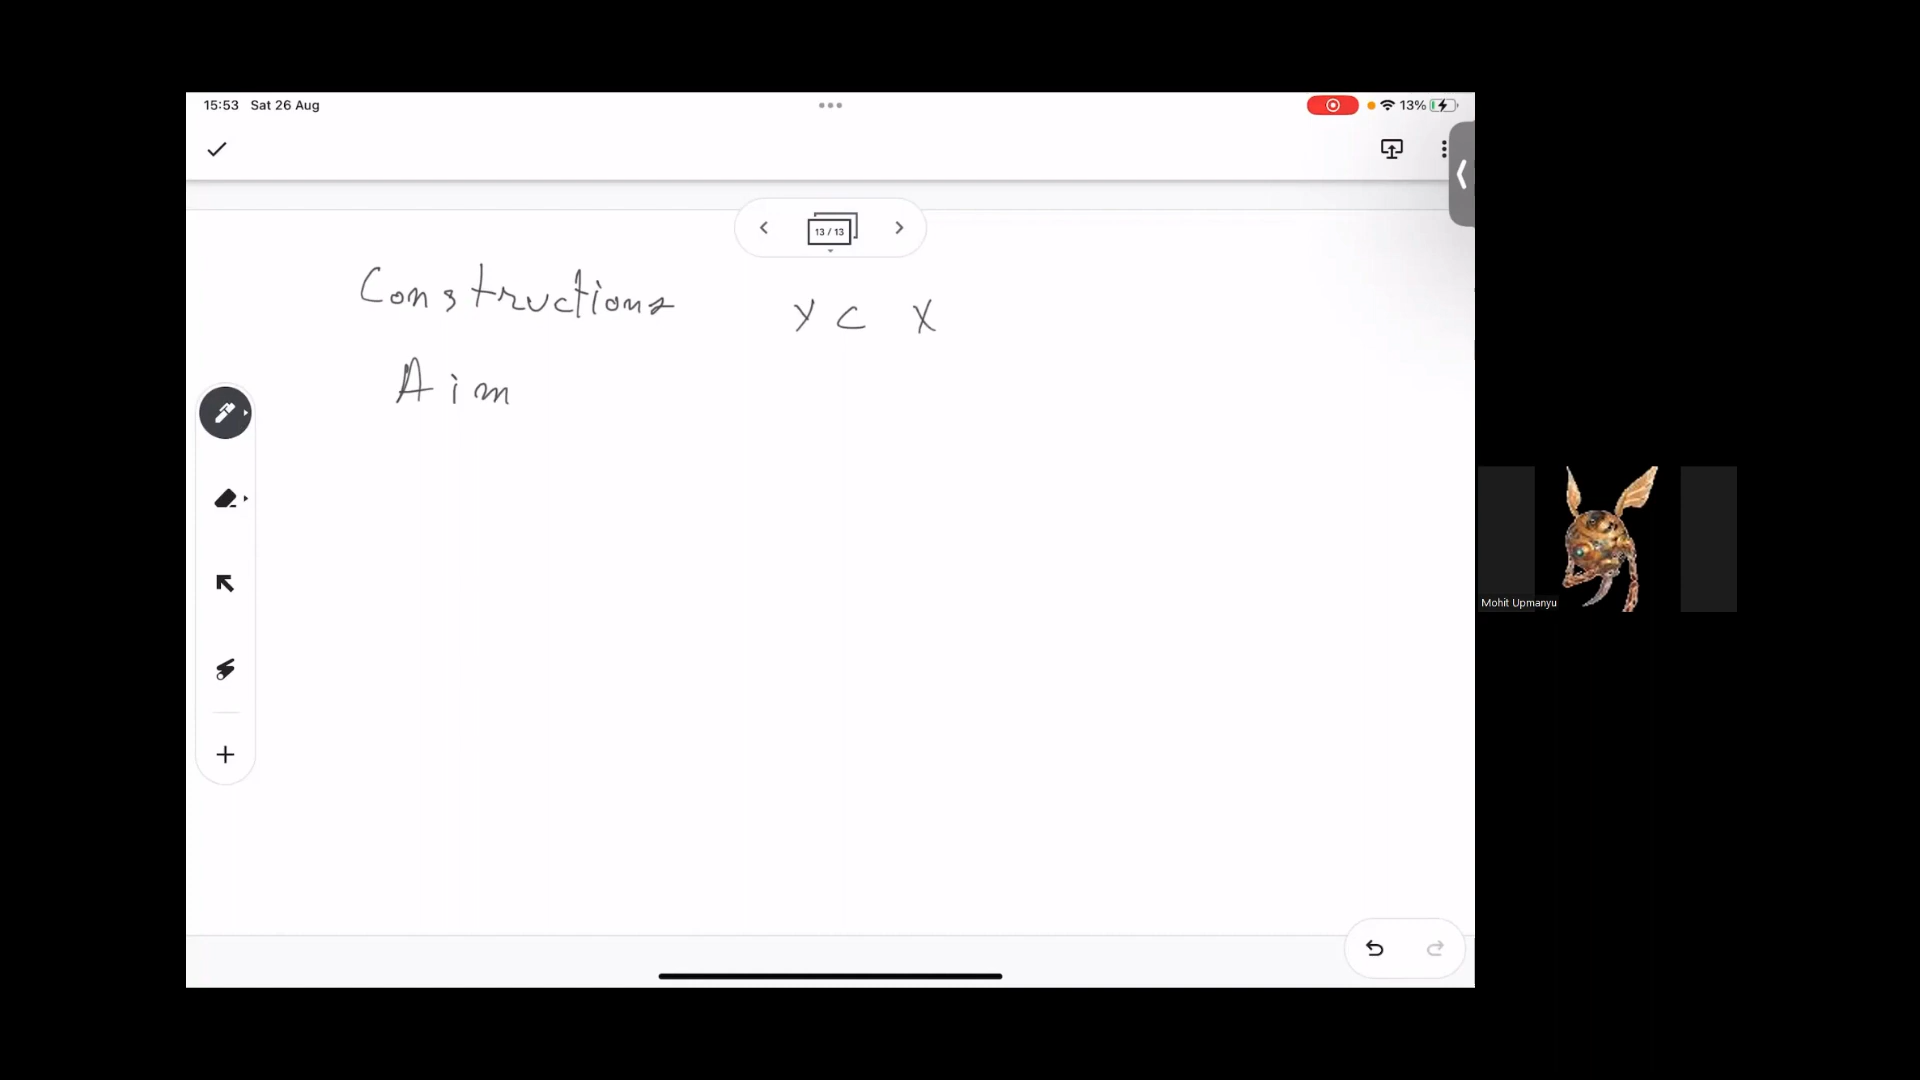 15:53 Sat 26 Aug
13%
13 / 13
Constructions Y ⊂ X
Aim
Mohit Upmanyu